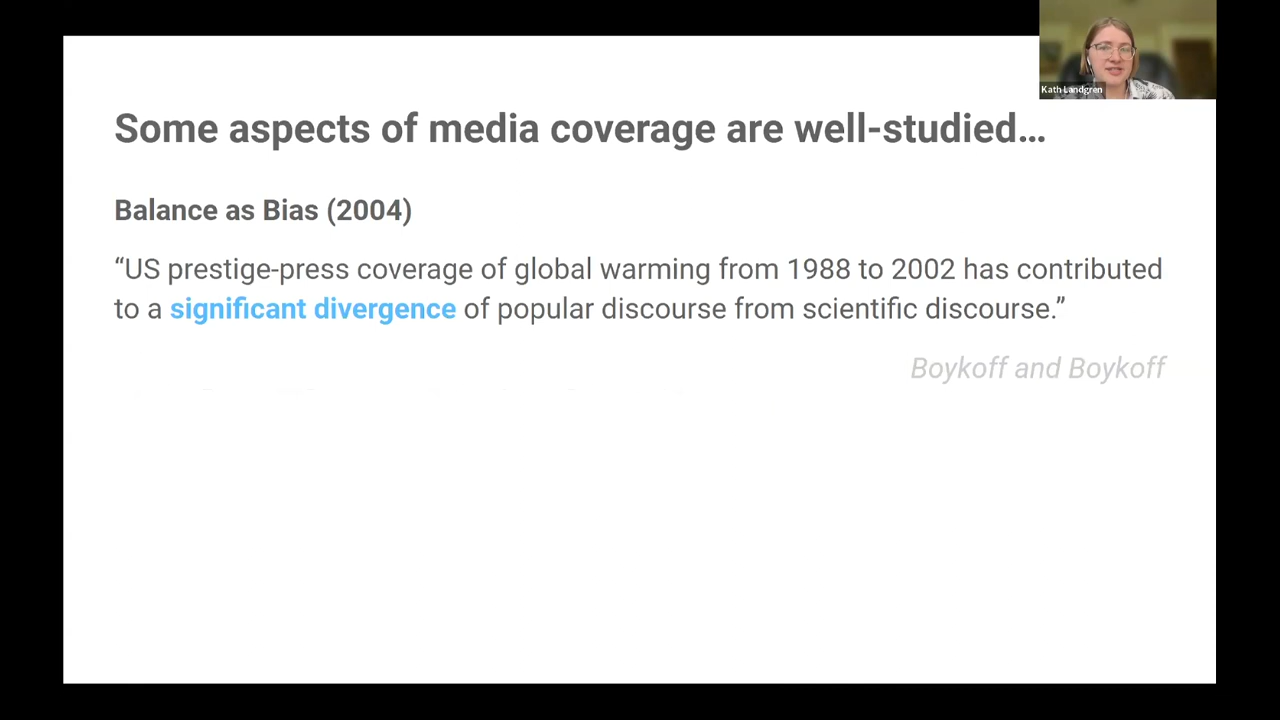 Kath Landgren
Some aspects of media coverage are well-studied…
Balance as Bias (2004)
“US prestige-press coverage of global warming from 1988 to 2002 has contributed
to a significant divergence of popular discourse from scientific discourse.”
Boykoff and Boykoff